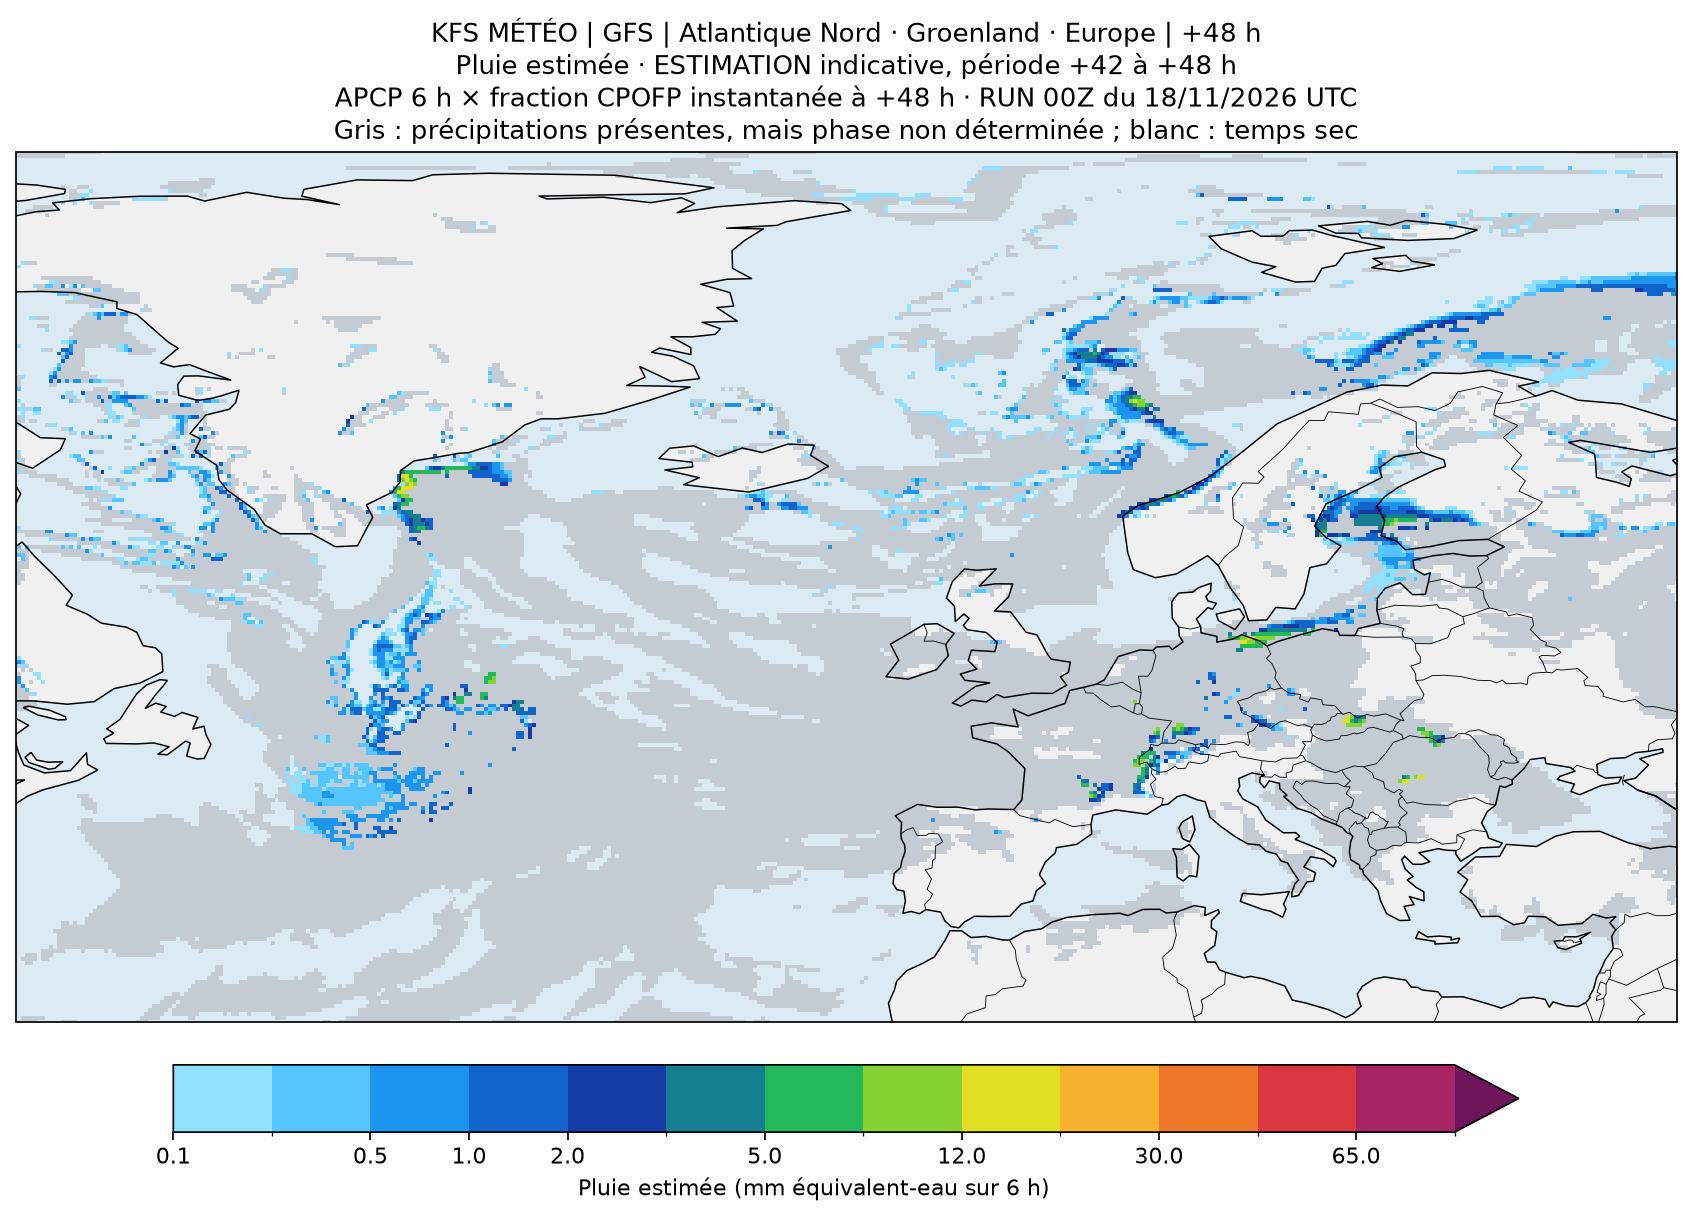 KFS MÉTÉO | GFS | Atlantique Nord · Groenland · Europe | +48 h
Pluie estimée · ESTIMATION indicative, période +42 à +48 h
APCP 6 h × fraction CPOFP instantanée à +48 h · RUN 00Z du 18/11/2026 UTC
Gris : précipitations présentes, mais phase non déterminée ; blanc : temps sec
0.1 0.5 1.0 2.0 5.0 12.0 30.0 65.0
Pluie estimée (mm équivalent-eau sur 6 h)